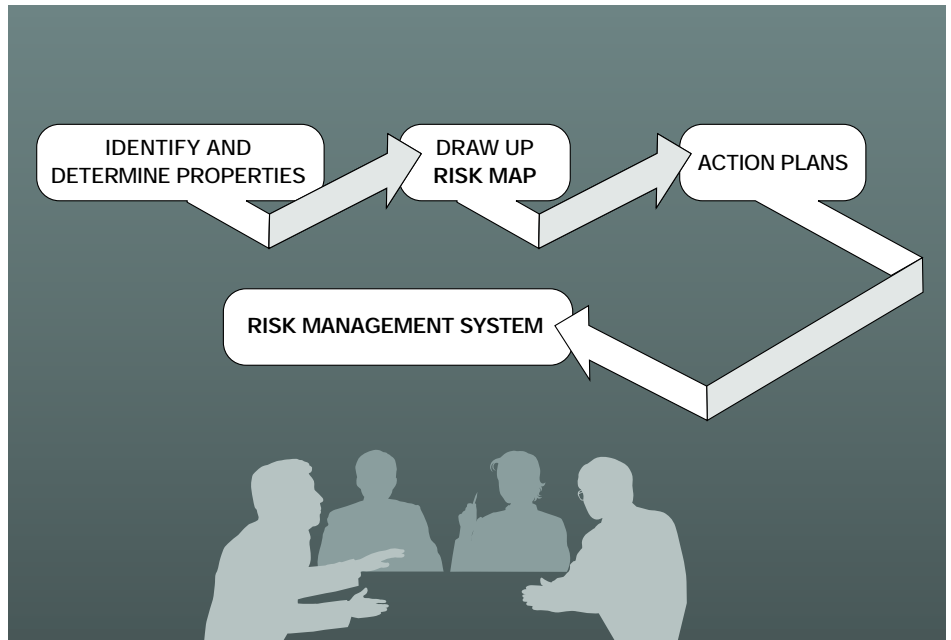 IDENTIFY AND
DETERMINE PROPERTIES
DRAW UP
RISK MAP
ACTION PLANS
RISK MANAGEMENT SYSTEM